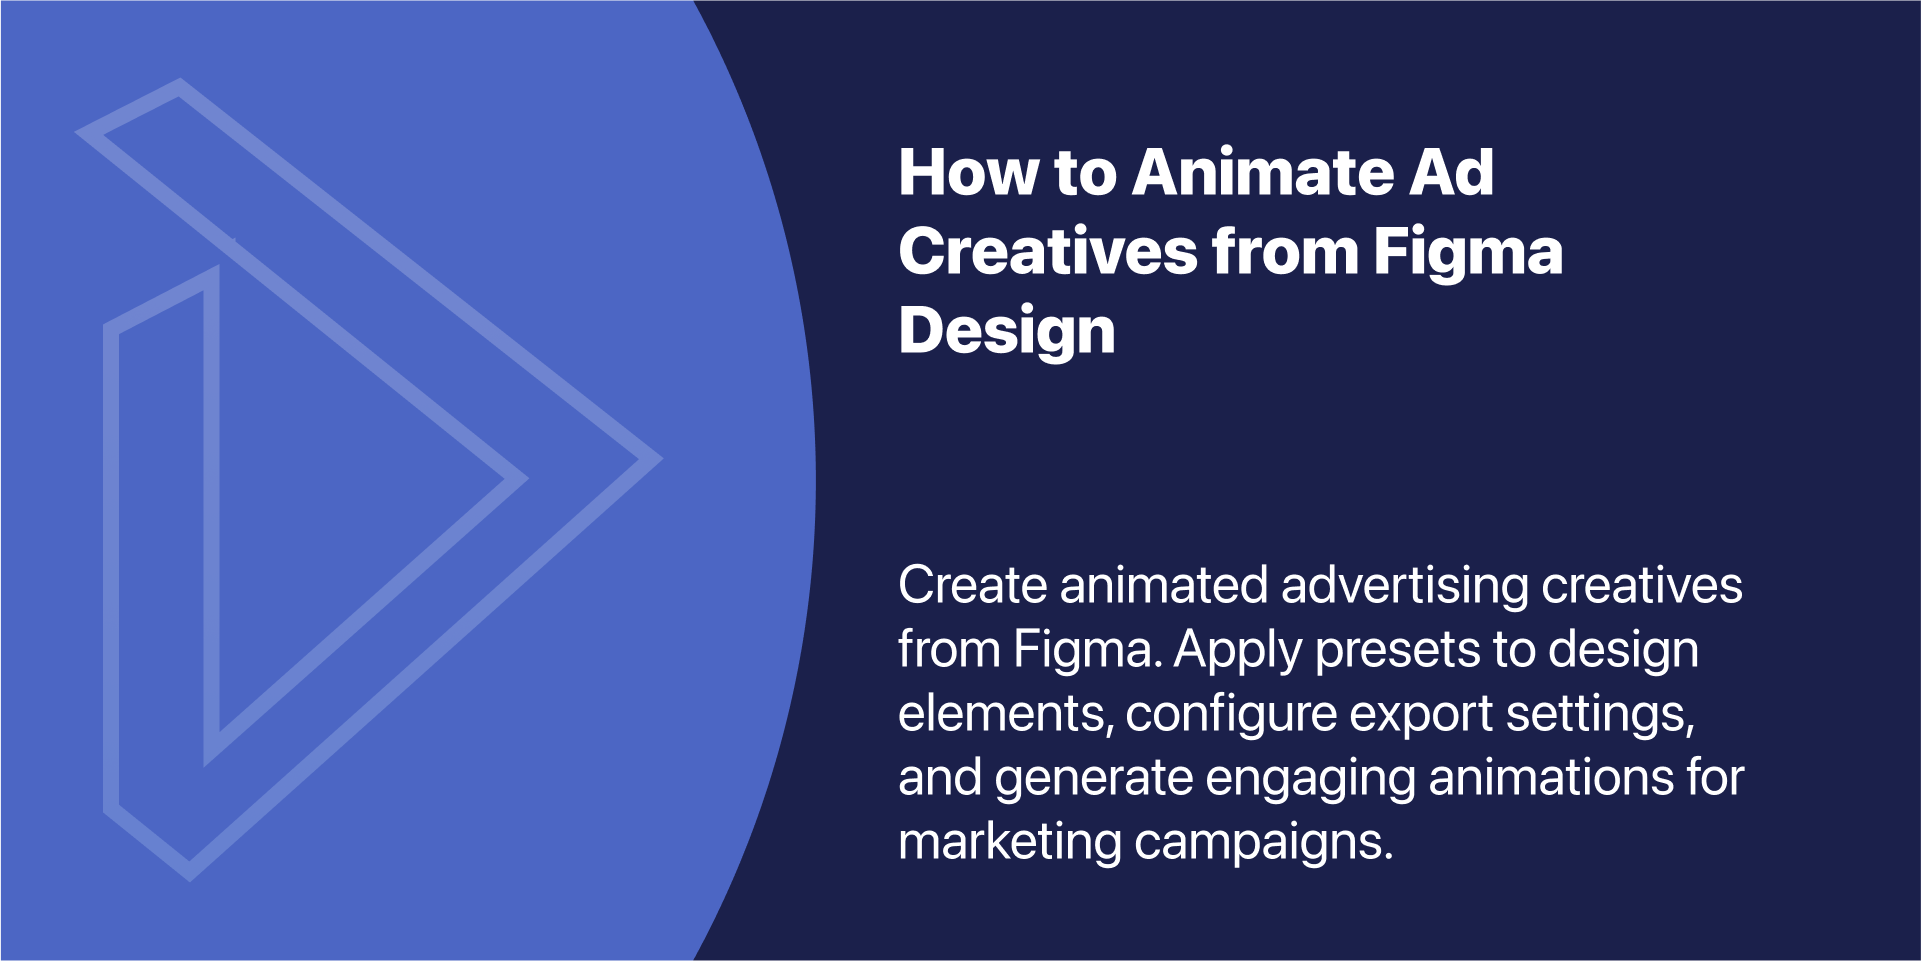 How to Animate Ad
Creatives from Figma
Design
Create animated advertising creatives
from Figma. Apply presets to design
elements, configure export settings,
and generate engaging animations for
marketing campaigns.